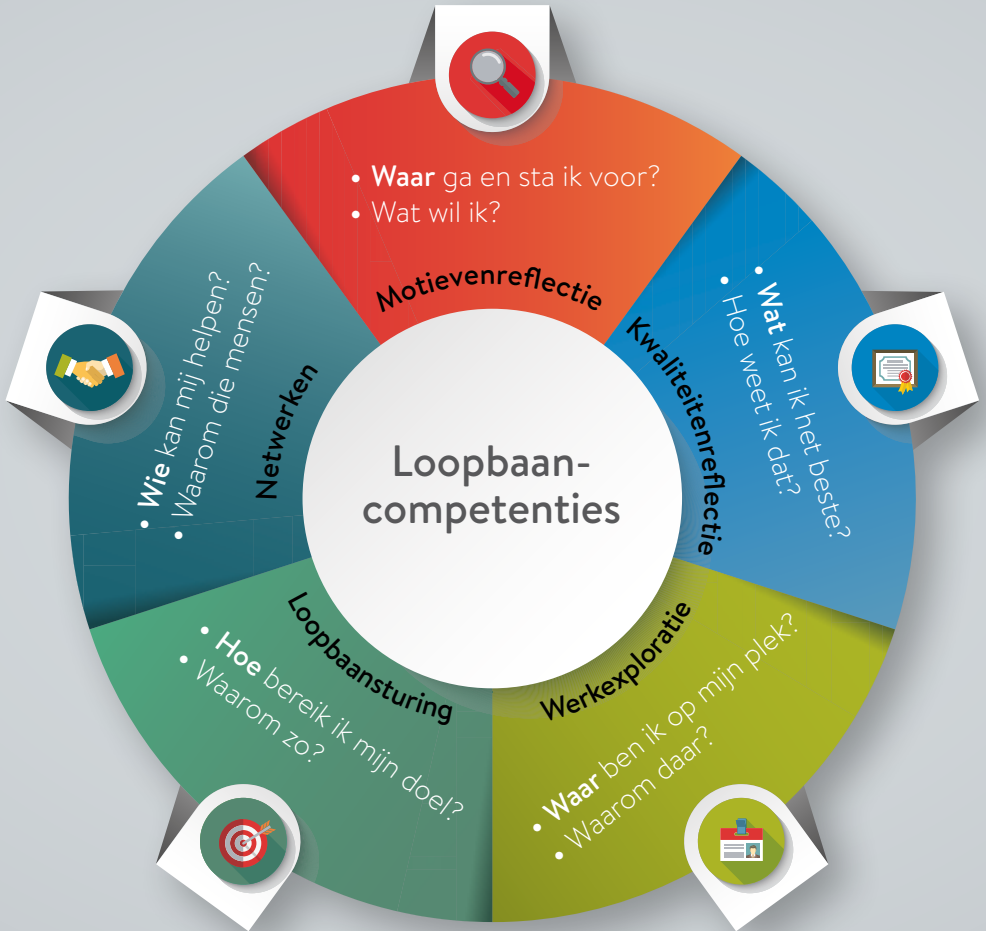 • Waar ga en sta ik voor?
• Wat wil ik?
Motievenreflectie
• Wat kan ik het beste?
• Hoe weet ik dat?
Kwaliteitenreflectie
• Waar ben ik op mijn plek?
• Waarom daar?
Werkexploratie
• Hoe bereik ik mijn doel?
• Waarom zo?
Loopbaansturing
• Wie kan mij helpen?
• Waarom die mensen?
Netwerken
Loopbaan-
competenties